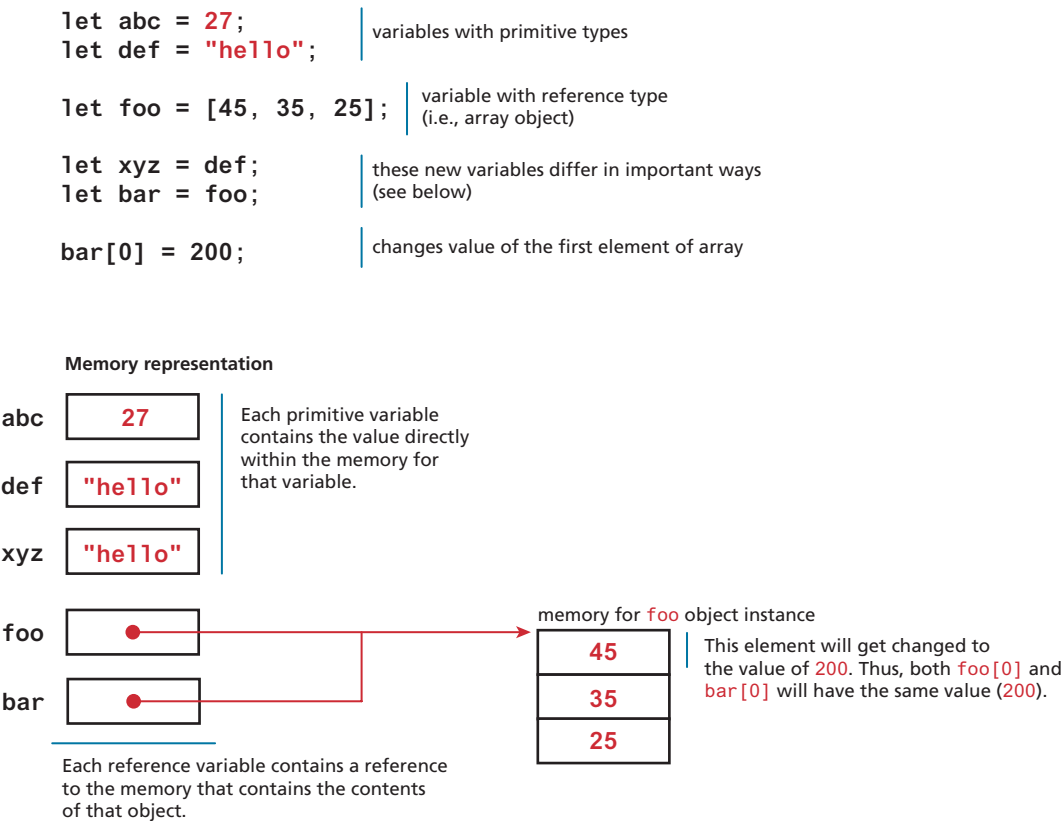 let abc = 27;
let def = "hello";
variables with primitive types
let foo = [45, 35, 25];
variable with reference type
(i.e., array object)
let xyz = def;
let bar = foo;
these new variables differ in important ways
(see below)
bar[0] = 200;
changes value of the first element of array
Memory representation
abc
27
def
"hello"
xyz
"hello"
Each primitive variable
contains the value directly
within the memory for
that variable.
foo
bar
memory for foo object instance
45
35
25
This element will get changed to
the value of 200. Thus, both foo[0] and
bar[0] will have the same value (200).
Each reference variable contains a reference
to the memory that contains the contents
of that object.